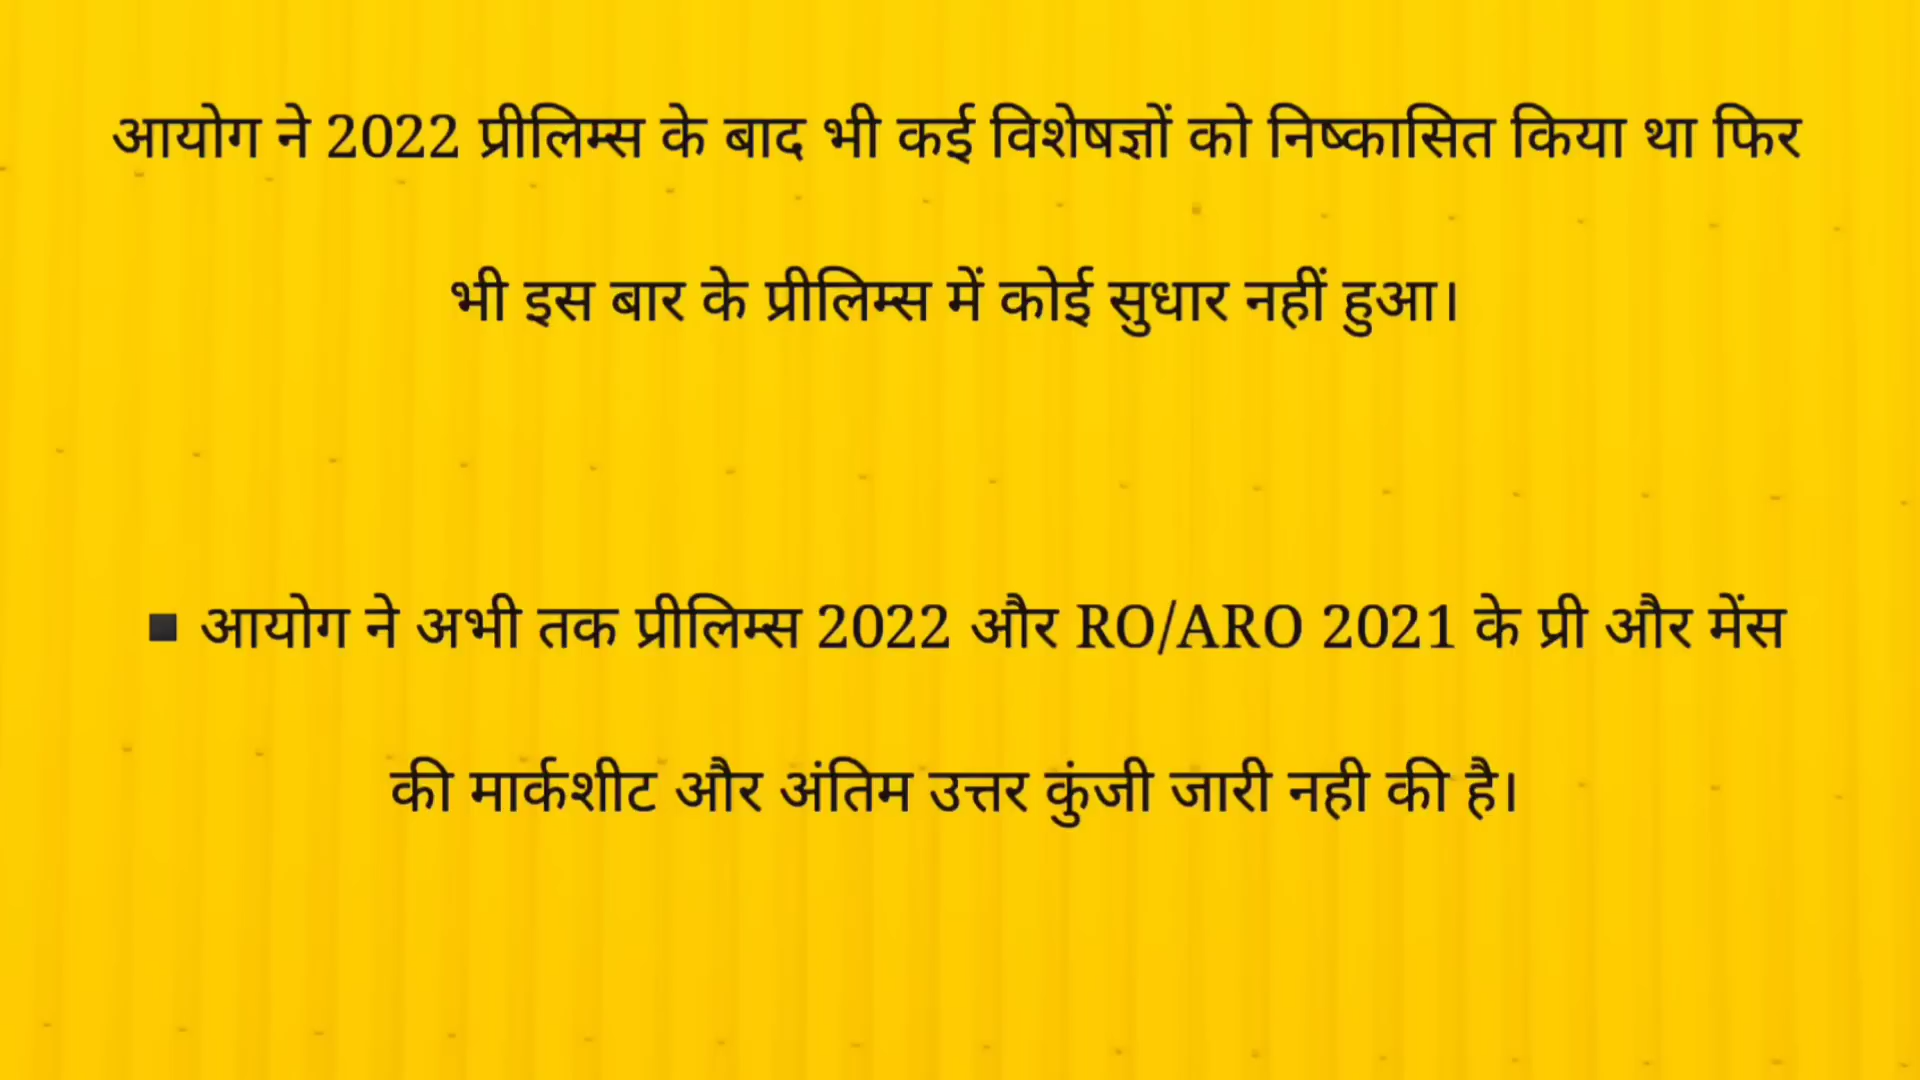 आयोग ने 2022 प्रीलिम्स के बाद भी कई विशेषज्ञों को निष्कासित किया था फिर
भी इस बार के प्रीलिम्स में कोई सुधार नहीं हुआ।
▪ आयोग ने अभी तक प्रीलिम्स 2022 और RO/ARO 2021 के प्री और मेंस
की मार्कशीट और अंतिम उत्तर कुंजी जारी नही की है।